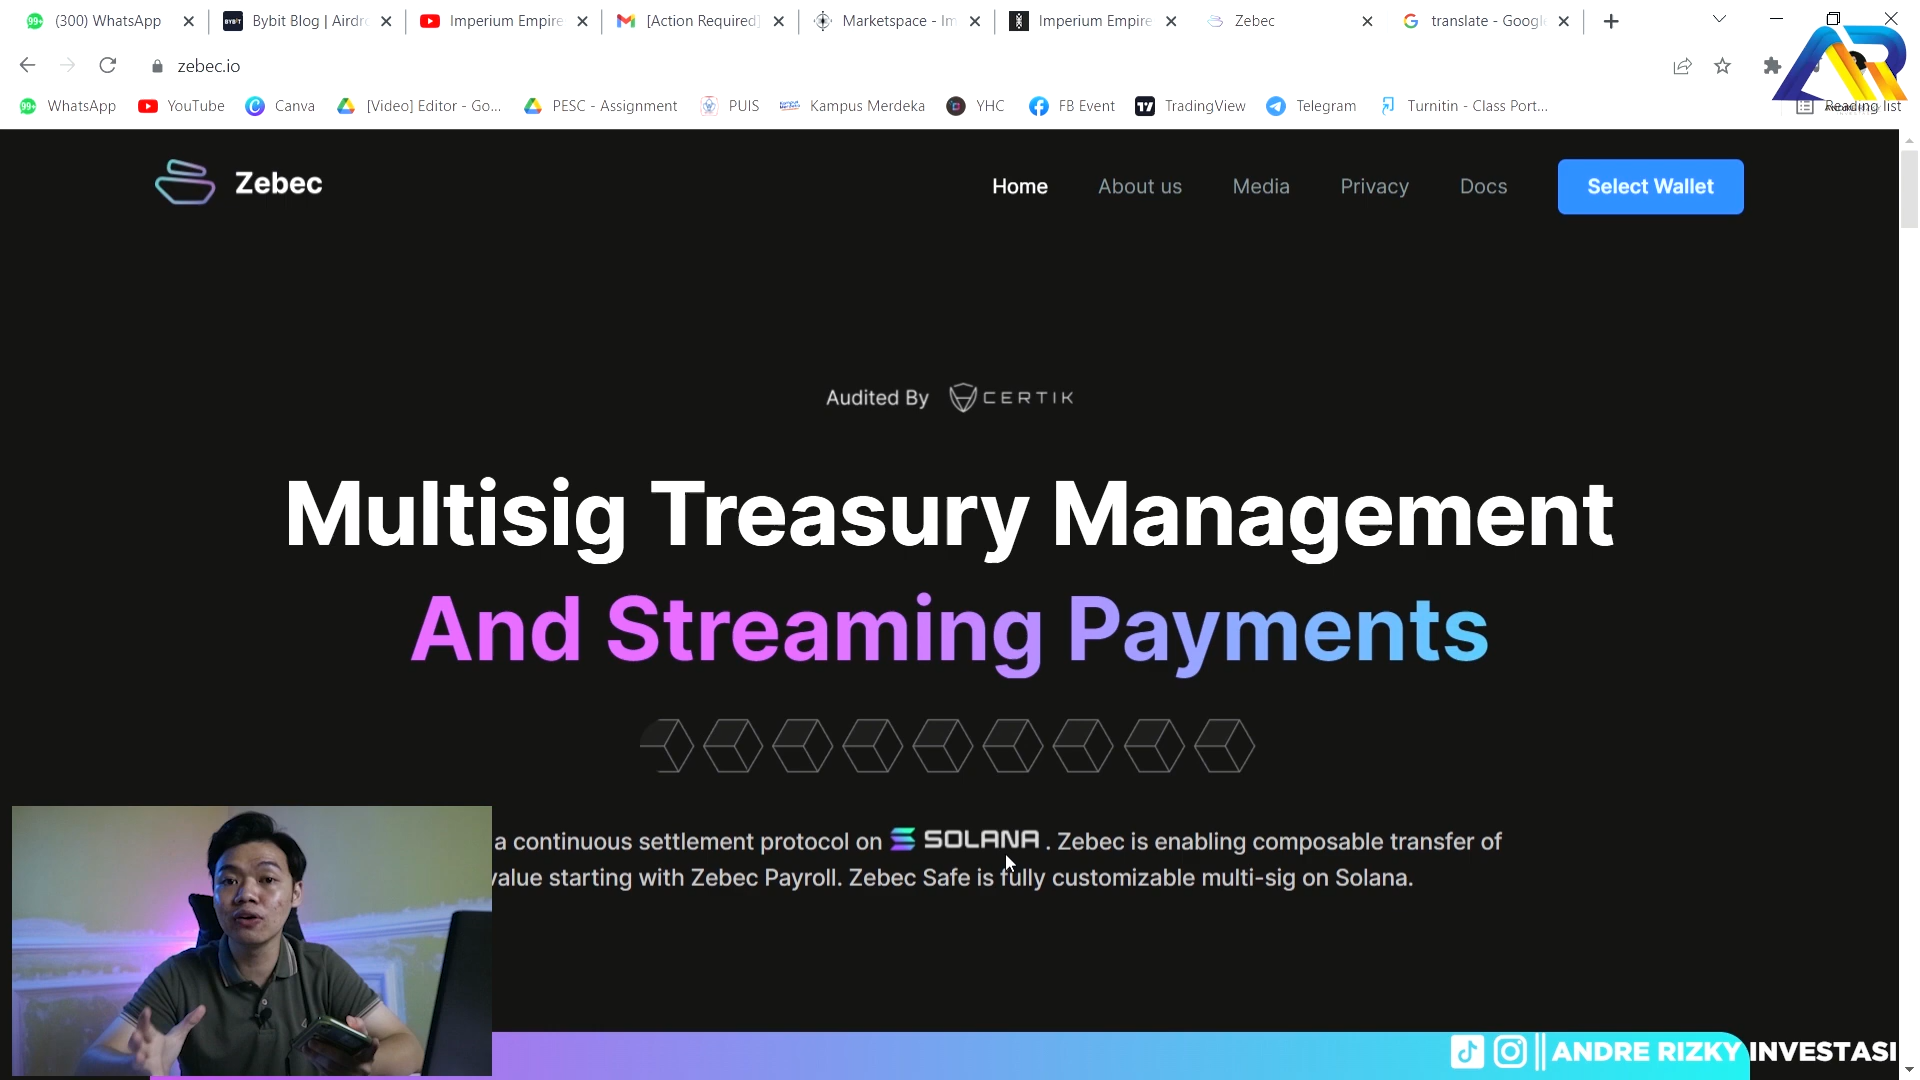 (300) WhatsApp
Bybit Blog | Airdr
Imperium Empire
[Action Required]
Marketspace - Im
Imperium Empire
Zebec
translate - Googl
zebec.io
WhatsApp
YouTube
Canva
[Video] Editor - Go...
PESC - Assignment
PUIS
Kampus Merdeka
YHC
FB Event
TradingView
Telegram
Turnitin - Class Port...
Reading list
Zebec
Home
About us
Media
Privacy
Docs
Select Wallet
Audited By CERTIK
Multisig Treasury Management
And Streaming Payments
a continuous settlement protocol on SOLANA. Zebec is enabling composable transfer of
value starting with Zebec Payroll. Zebec Safe is fully customizable multi-sig on Solana.
|| ANDRE RIZKY INVESTASI